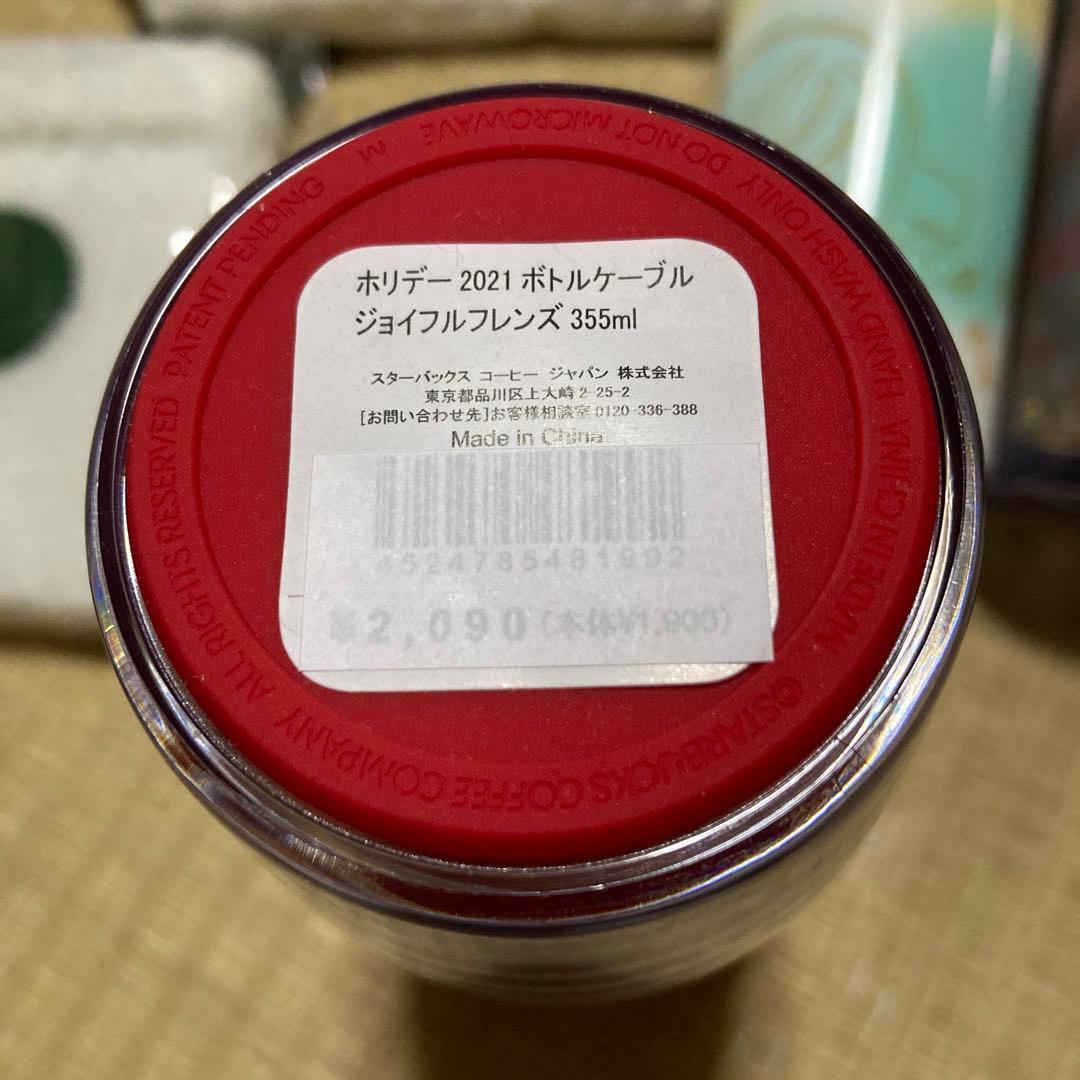 ホリデー 2021 ボトルケーブル
ジョイフルフレンズ 355ml
スターバックス コーヒー ジャパン 株式会社
東京都品川区上大崎 2-25-2
[お問い合わせ先]お客様相談室 0120-336-388
Made in China
4524785481992
¥2,090(本体¥1,900)
©STARBUCKS COFFEE COMPANY ALL RIGHTS RESERVED PATENT PENDING
M
DO NOT MICROWAVE
HAND WASH ONLY
MADE IN CHINA